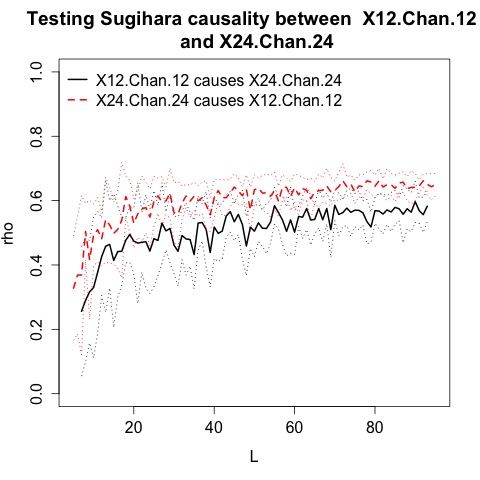 Testing Sugihara causality between X12.Chan.12
and X24.Chan.24
X12.Chan.12 causes X24.Chan.24
X24.Chan.24 causes X12.Chan.12
1.0
0.8
0.6
0.4
0.2
0.0
rho
20 40 60 80
L